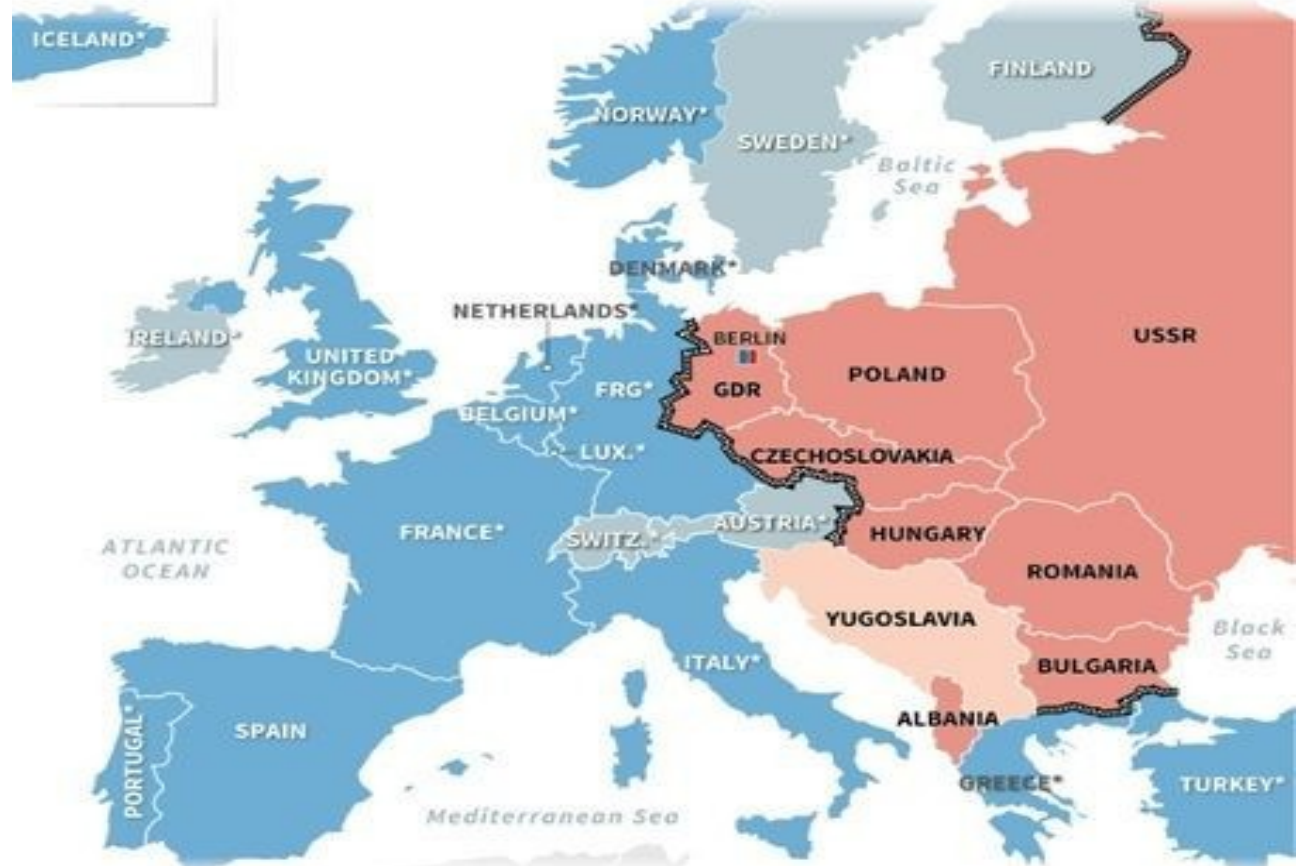 ICELAND*
FINLAND
NORWAY*
SWEDEN*
Baltic
Sea
DENMARK*
NETHERLANDS*
IRELAND*
UNITED
KINGDOM*
BERLIN
USSR
FRG*
GDR
POLAND
BELGIUM*
LUX.*
CZECHOSLOVAKIA
FRANCE*
SWITZ.*
AUSTRIA*
HUNGARY
ATLANTIC
OCEAN
ROMANIA
YUGOSLAVIA
Black
Sea
ITALY*
BULGARIA
PORTUGAL*
SPAIN
ALBANIA
GREECE*
TURKEY*
Mediterranean Sea